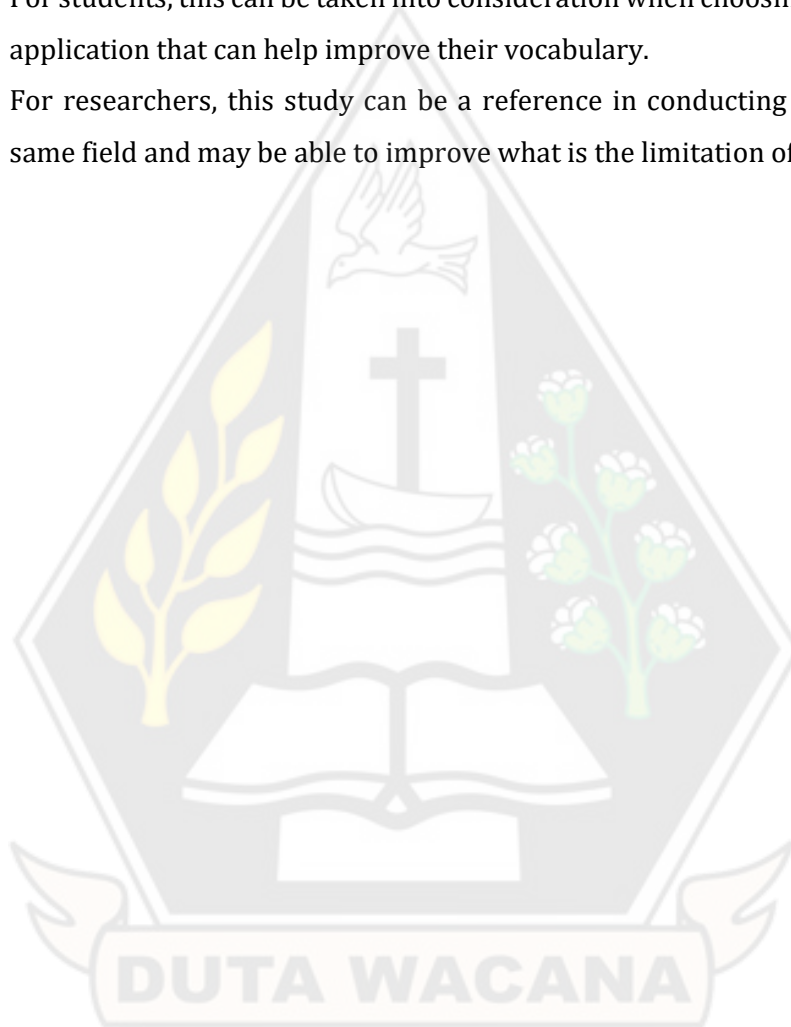 For students, this can be taken into consideration when choosin
application that can help improve their vocabulary.
For researchers, this study can be a reference in conducting
same field and may be able to improve what is the limitation of
DUTA WACANA